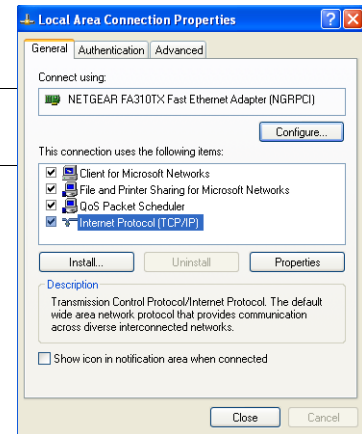 Local Area Connection Properties
General Authentication Advanced
Connect using:
NETGEAR FA310TX Fast Ethernet Adapter (NGRPCI)
Configure...
This connection uses the following items:
Client for Microsoft Networks
File and Printer Sharing for Microsoft Networks
QoS Packet Scheduler
Internet Protocol (TCP/IP)
Install... Uninstall Properties
Description
Transmission Control Protocol/Internet Protocol. The default
wide area network protocol that provides communication
across diverse interconnected networks.
Show icon in notification area when connected
Close Cancel